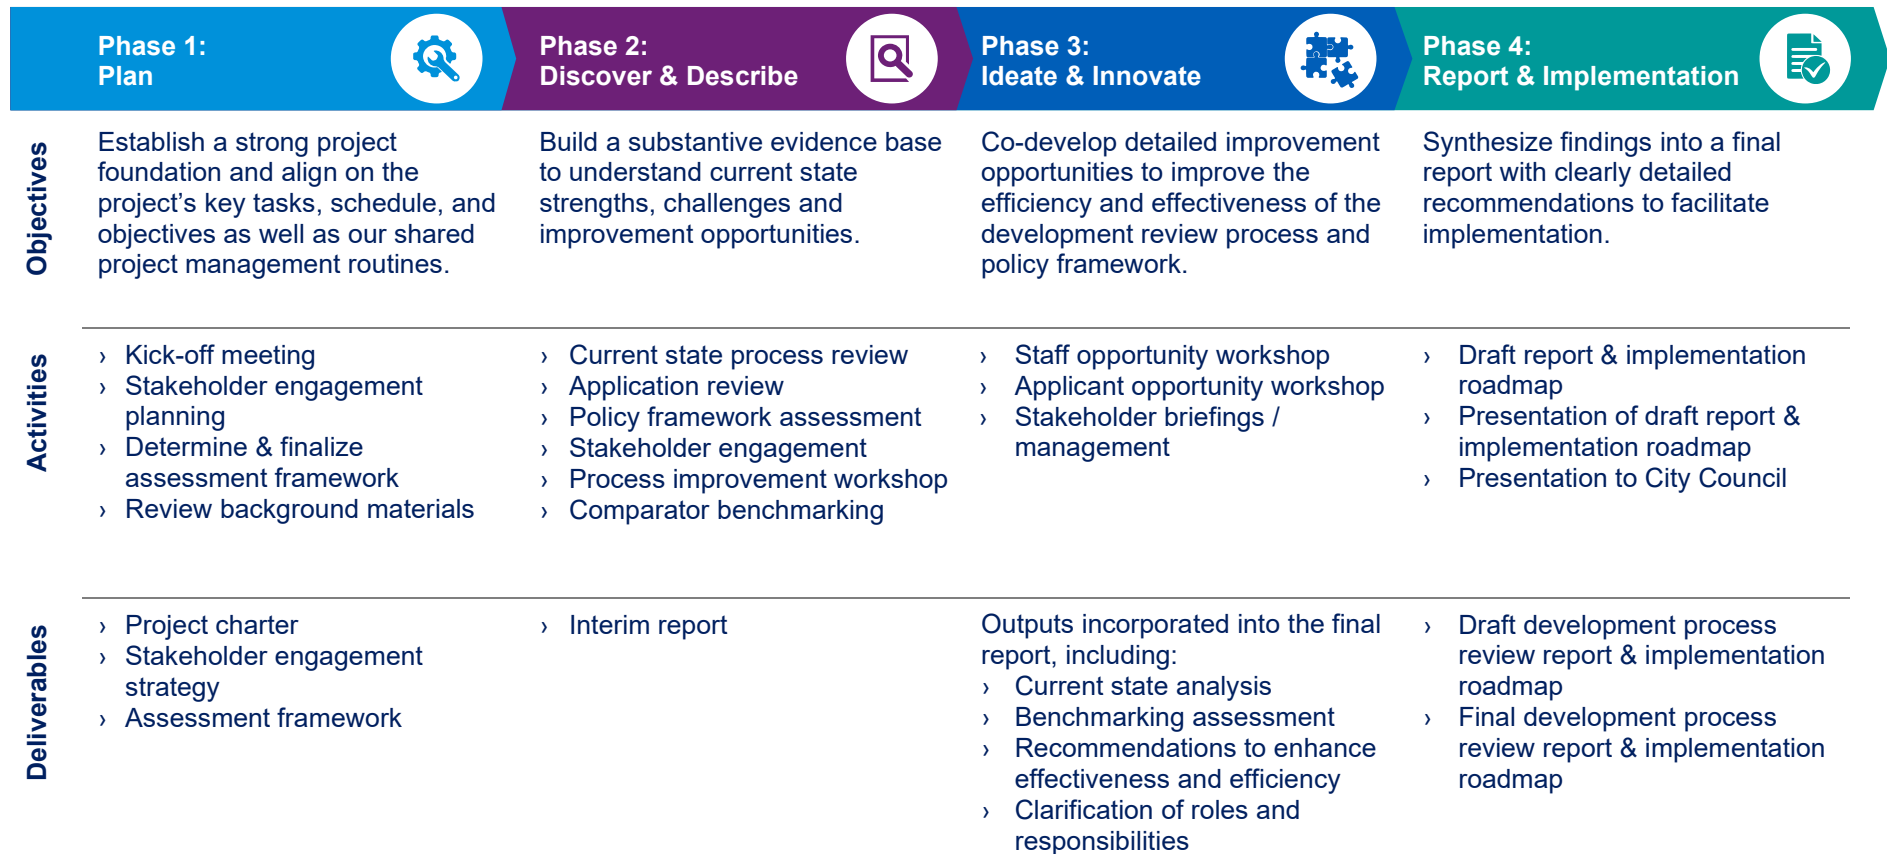 Phase 1:
Plan
Phase 2:
Discover & Describe
Phase 3:
Ideate & Innovate
Phase 4:
Report & Implementation
Objectives
Establish a strong project
foundation and align on the
project’s key tasks, schedule, and
objectives as well as our shared
project management routines.
Build a substantive evidence base
to understand current state
strengths, challenges and
improvement opportunities.
Co-develop detailed improvement
opportunities to improve the
efficiency and effectiveness of the
development review process and
policy framework.
Synthesize findings into a final
report with clearly detailed
recommendations to facilitate
implementation.
Activities
› Kick-off meeting
› Stakeholder engagement
planning
› Determine & finalize
assessment framework
› Review background materials
› Current state process review
› Application review
› Policy framework assessment
› Stakeholder engagement
› Process improvement workshop
› Comparator benchmarking
› Staff opportunity workshop
› Applicant opportunity workshop
› Stakeholder briefings /
management
› Draft report & implementation
roadmap
› Presentation of draft report &
implementation roadmap
› Presentation to City Council
Deliverables
› Project charter
› Stakeholder engagement
strategy
› Assessment framework
› Interim report
Outputs incorporated into the final
report, including:
› Current state analysis
› Benchmarking assessment
› Recommendations to enhance
effectiveness and efficiency
› Clarification of roles and
responsibilities
› Draft development process
review report & implementation
roadmap
› Final development process
review report & implementation
roadmap